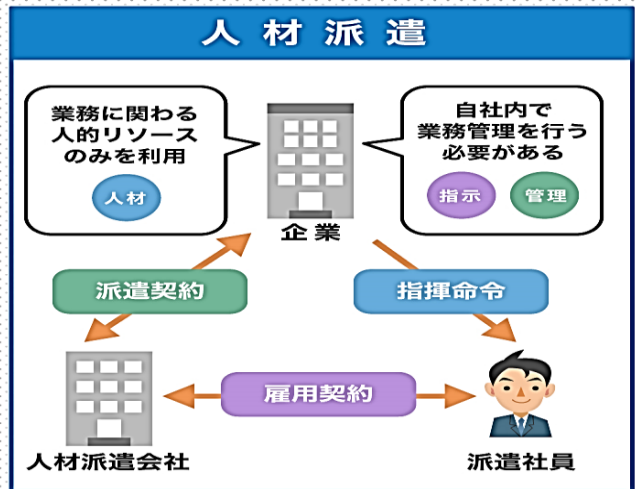 人材派遣
業務に関わる
人的リソース
のみを利用
人材
自社内で
業務管理を行う
必要がある
指示
管理
企業
派遣契約
指揮命令
雇用契約
人材派遣会社
派遣社員